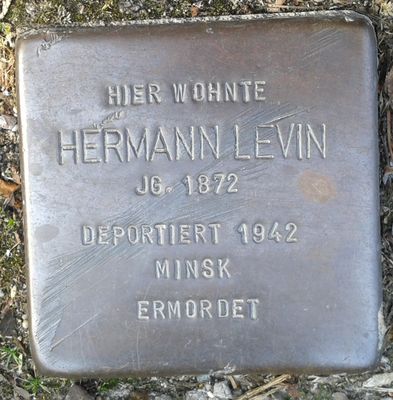 HIER WOHNTE
HERMANN LEVIN
JG. 1872
DEPORTIERT 1942
MINSK
ERMORDET